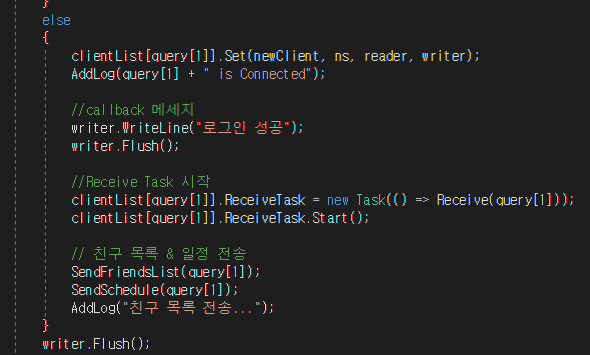 }
else
{
clientList[query[1]].Set(newClient, ns, reader, writer);
AddLog(query[1] + " is Connected");
//callback 메세지
writer.WriteLine("로그인 성공");
writer.Flush();
//Receive Task 시작
clientList[query[1]].ReceiveTask = new Task(() => Receive(query[1]));
clientList[query[1]].ReceiveTask.Start();
// 친구 목록 & 일정 전송
SendFriendsList(query[1]);
SendSchedule(query[1]);
AddLog("친구 목록 전송...");
}
writer.Flush();